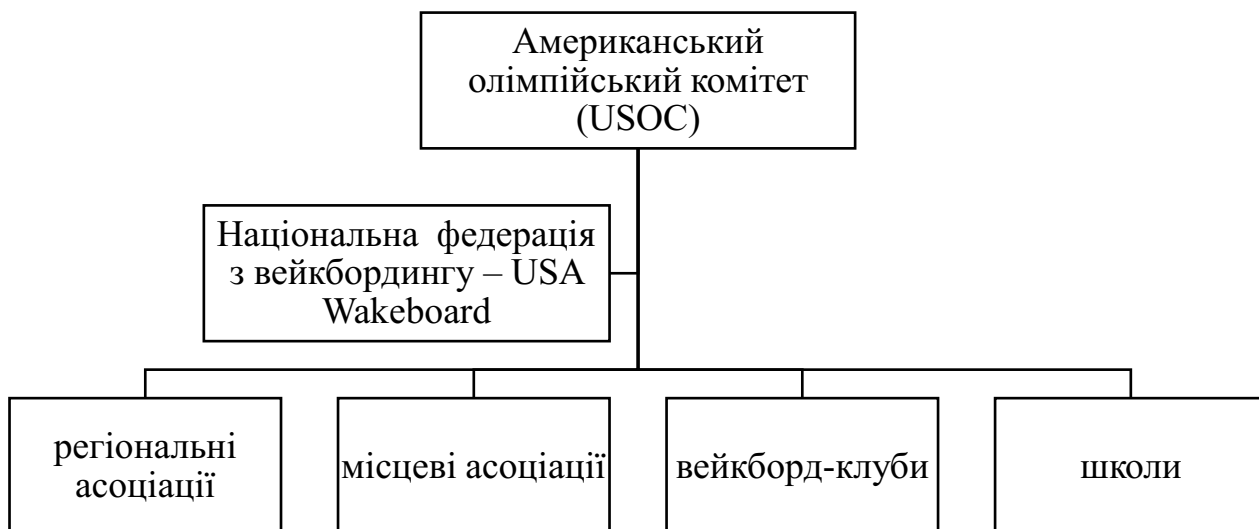 Американський
олімпійський комітет
(USOC)
Національна федерація
з вейкбордингу – USA
Wakeboard
регіональні
асоціації
місцеві асоціації
вейкборд-клуби
школи